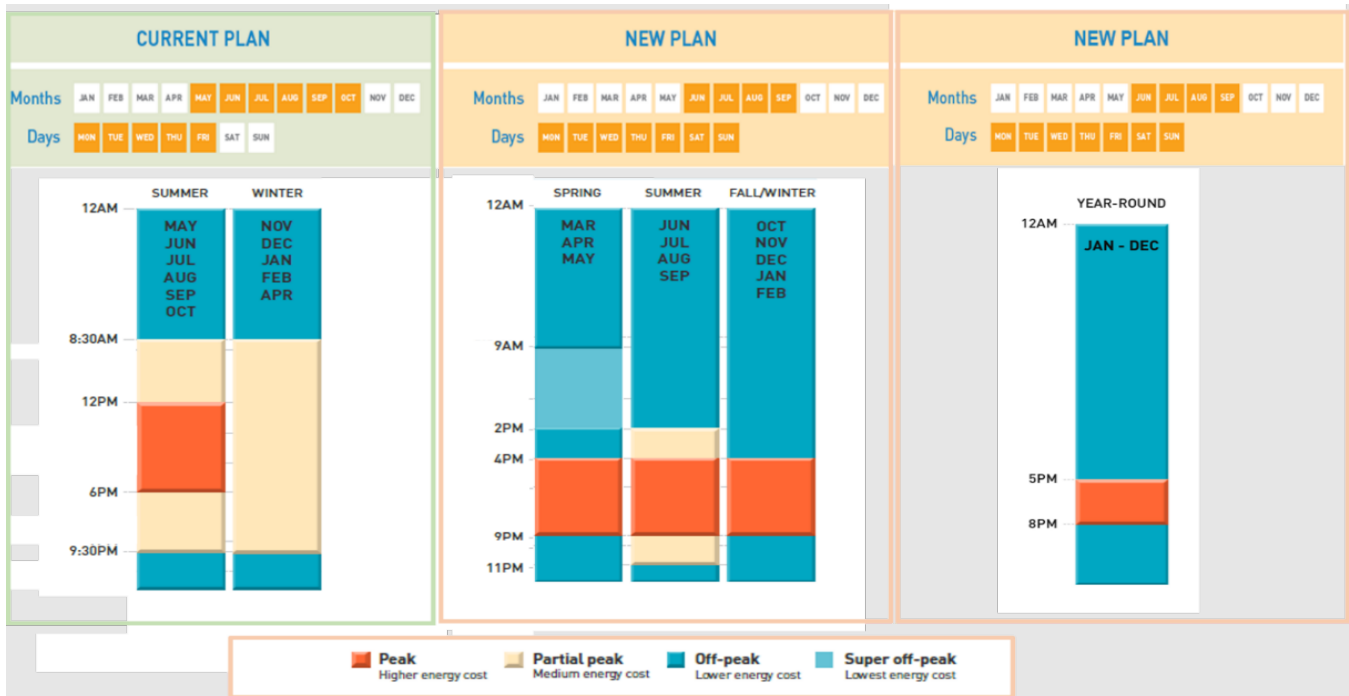 CURRENT PLAN
Months JAN FEB MAR APR MAY JUN JUL AUG SEP OCT NOV DEC
Days MON TUE WED THU FRI SAT SUN
SUMMER WINTER
12AM
MAY NOV
JUN DEC
JUL JAN
AUG FEB
SEP APR
OCT
8:30AM
12PM
6PM
9:30PM
NEW PLAN
Months JAN FEB MAR APR MAY JUN JUL AUG SEP OCT NOV DEC
Days MON TUE WED THU FRI SAT SUN
SPRING SUMMER FALL/WINTER
12AM
MAR JUN OCT
APR JUL NOV
MAY AUG DEC
SEP JAN
FEB
9AM
2PM
4PM
9PM
11PM
NEW PLAN
Months JAN FEB MAR APR MAY JUN JUL AUG SEP OCT NOV DEC
Days MON TUE WED THU FRI SAT SUN
YEAR-ROUND
12AM
JAN - DEC
5PM
8PM
Peak Partial peak Off-peak Super off-peak
Higher energy cost Medium energy cost Lower energy cost Lowest energy cost